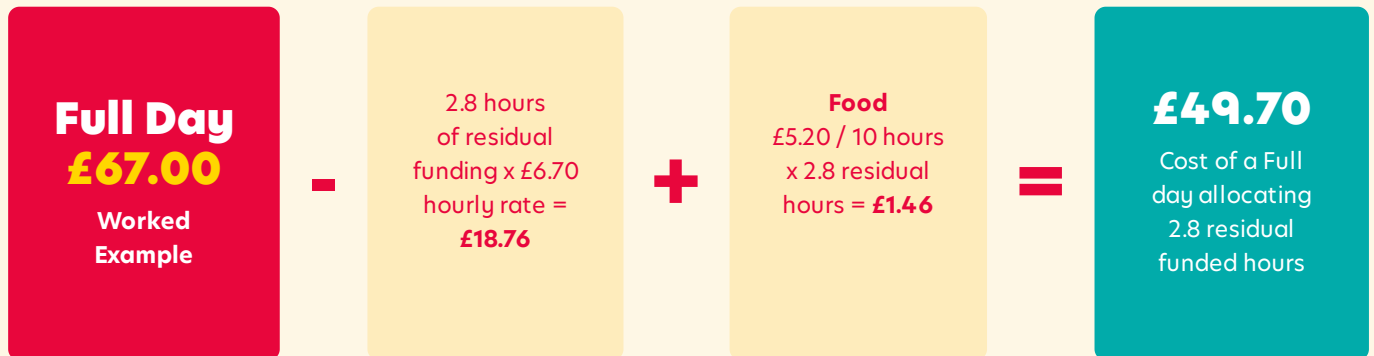 Full Day
£67.00
Worked
Example
-
2.8 hours
of residual
funding x £6.70
hourly rate =
£18.76
+
Food
£5.20 / 10 hours
x 2.8 residual
hours = £1.46
=
£49.70
Cost of a Full
day allocating
2.8 residual
funded hours